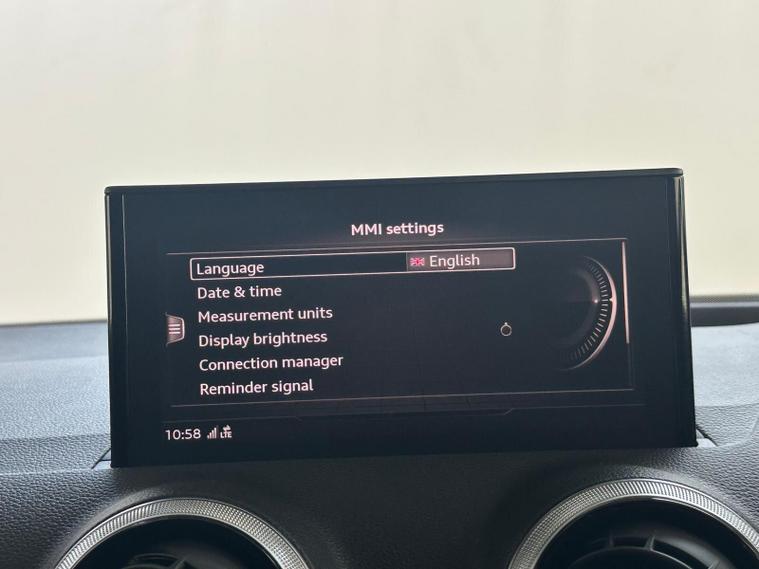 MMI settings
Language English
Date & time
Measurement units
Display brightness
Connection manager
Reminder signal
10:58 LTE